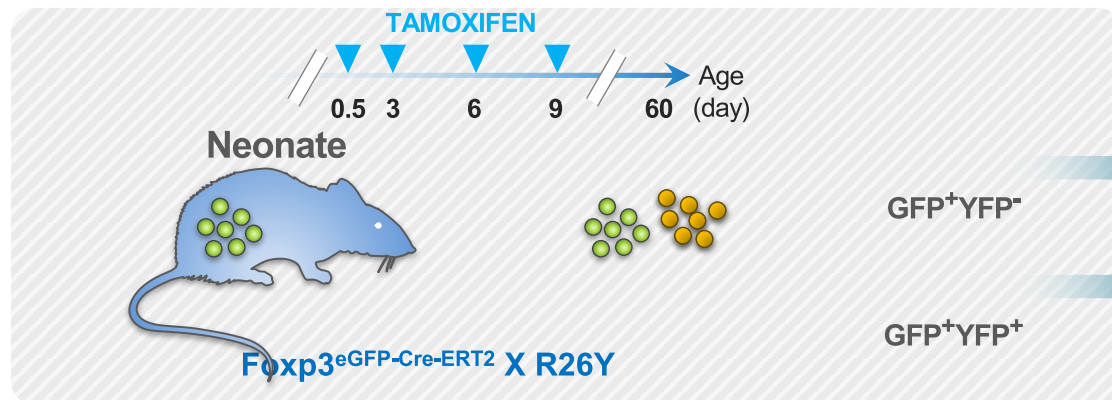 TAMOXIFEN
Age
0.5 3 6 9 60 (day)
Neonate
GFP⁺YFP⁻
GFP⁺YFP⁺
Foxp3ᵉGFP-Cre-ERT2 X R26Y